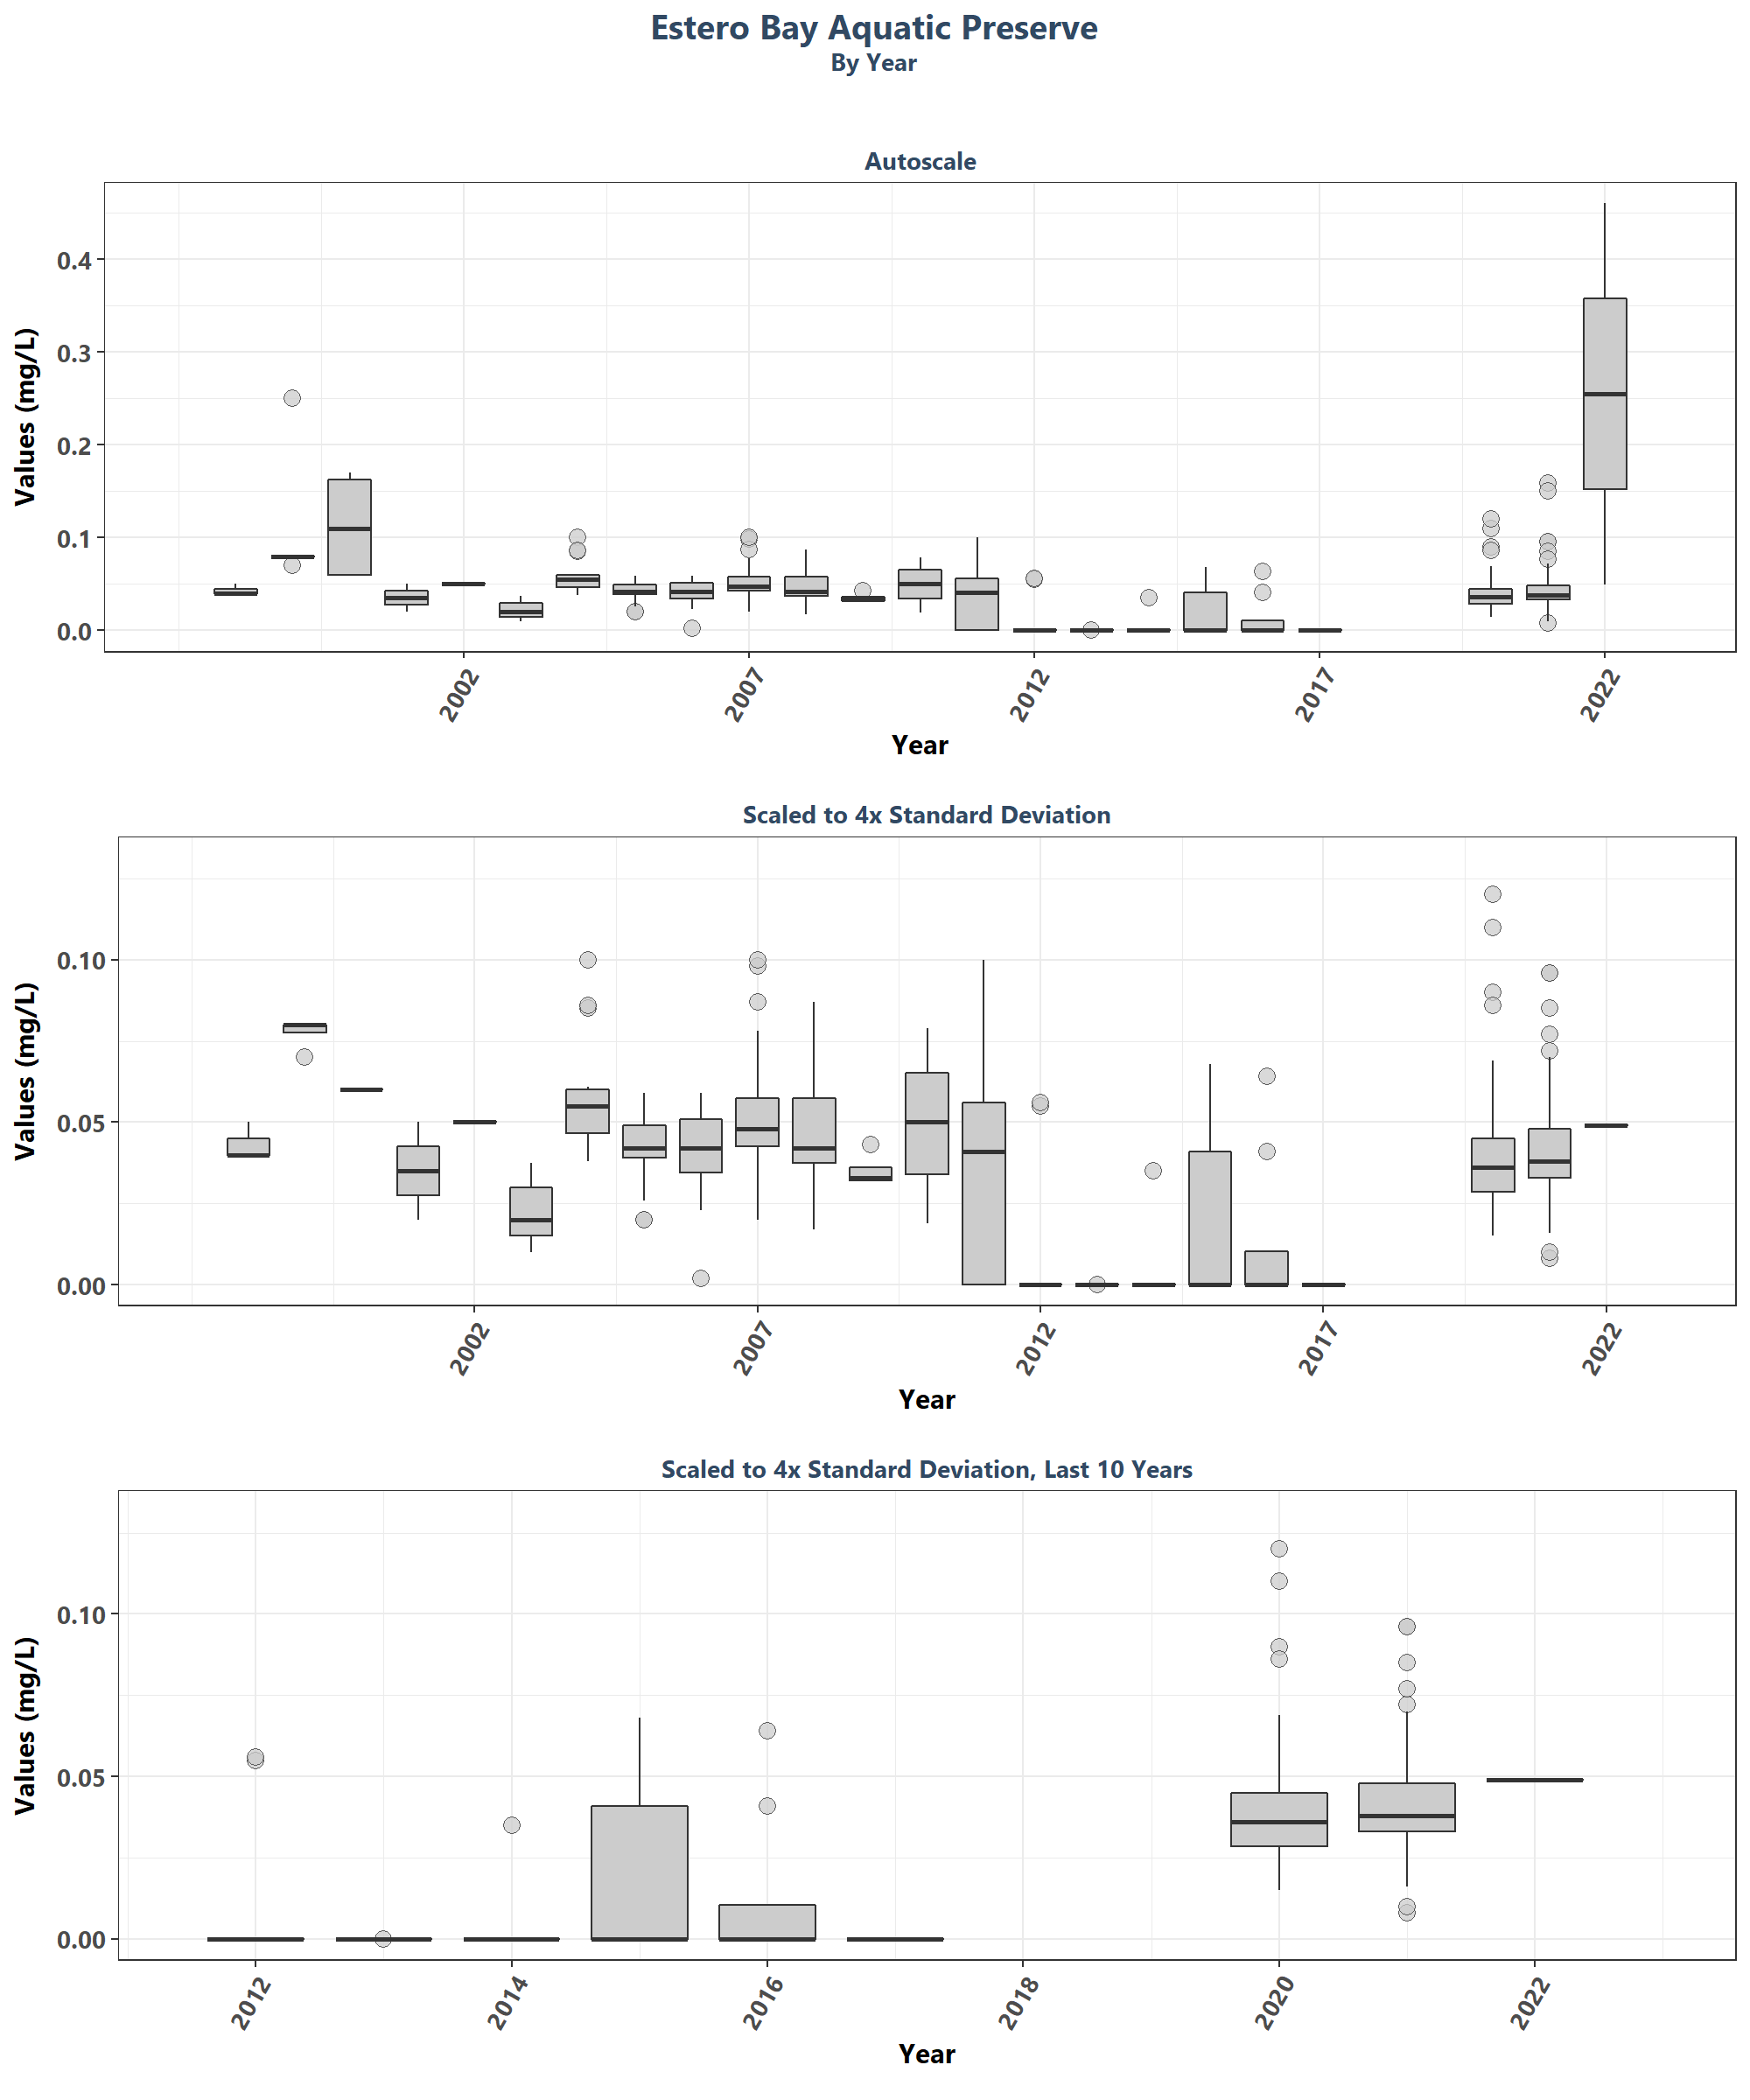 Estero Bay Aquatic Preserve
By Year
Autoscale
Values (mg/L)
0.4
0.3
0.2
0.1
0.0
2002
2007
2012
2017
2022
Year
Scaled to 4x Standard Deviation
Values (mg/L)
0.10
0.05
0.00
2002
2007
2012
2017
2022
Year
Scaled to 4x Standard Deviation, Last 10 Years
Values (mg/L)
0.10
0.05
0.00
2012
2014
2016
2018
2020
2022
Year